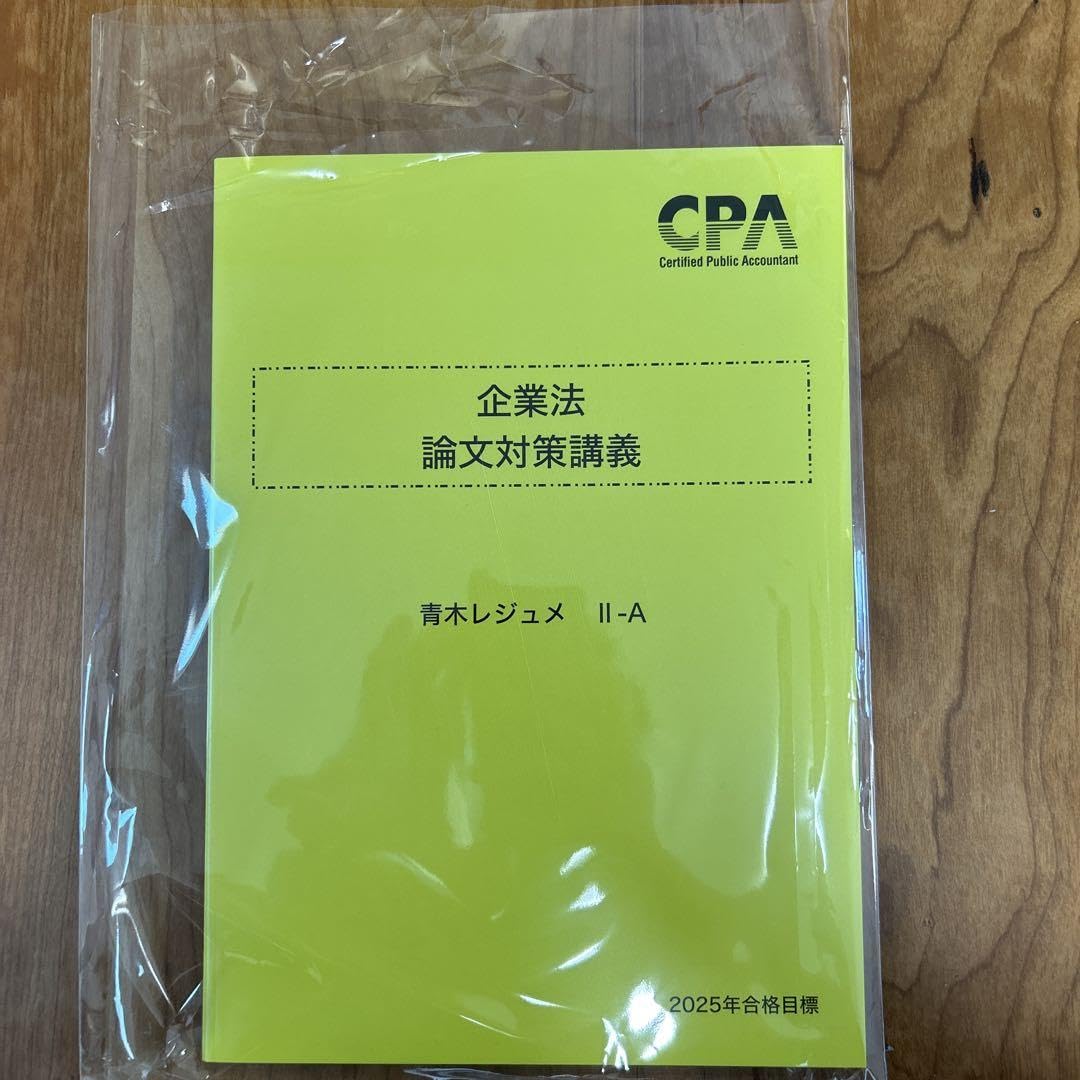 CPA
Certified Public Accountant
企業法
論文対策講義
青木レジュメ Ⅱ-A
2025年合格目標